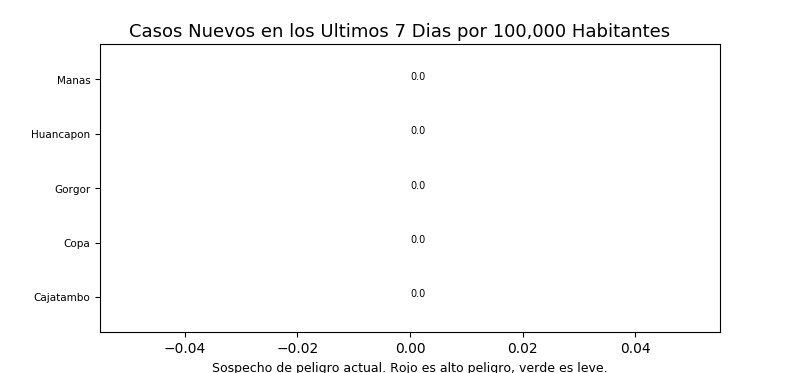 Casos Nuevos en los Ultimos 7 Dias por 100,000 Habitantes
Manas 0.0
Huancapon 0.0
Gorgor 0.0
Copa 0.0
Cajatambo 0.0
−0.04 −0.02 0.00 0.02 0.04
Sospecho de peligro actual. Rojo es alto peligro, verde es leve.